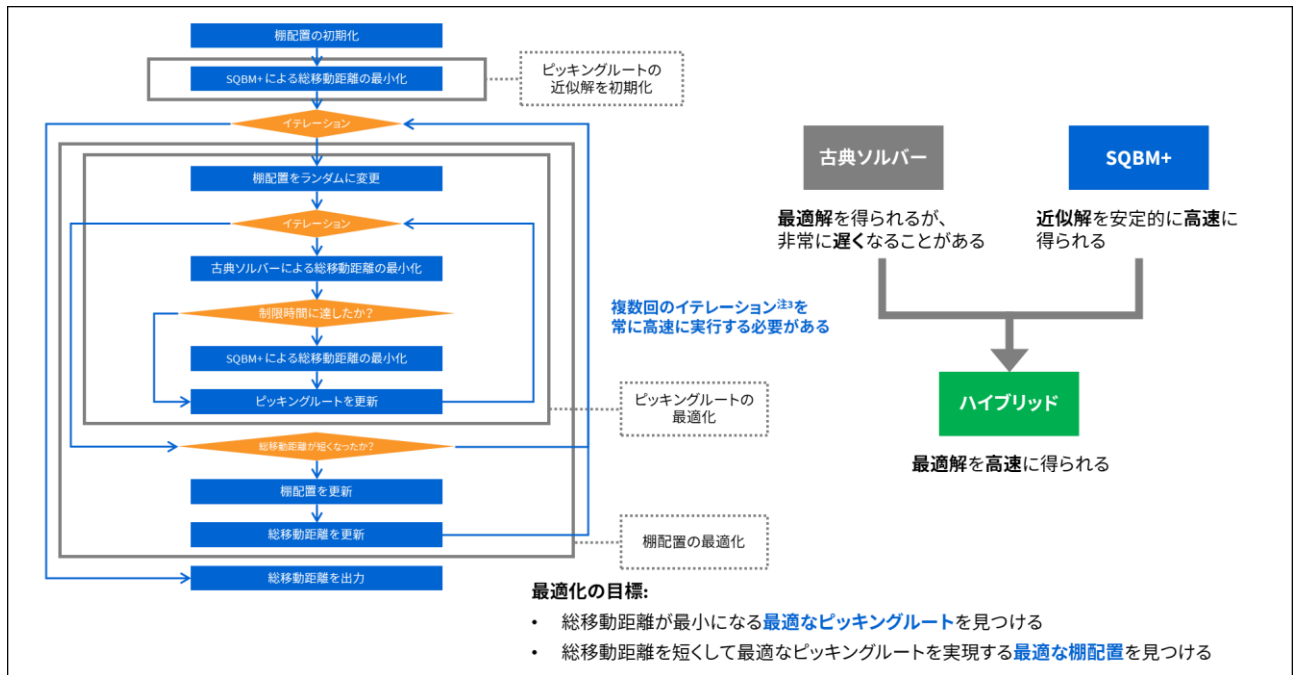 棚配置の初期化
SQBM+による総移動距離の最小化
ピッキングルートの
近似解を初期化
イテレーション
棚配置をランダムに変更
イテレーション
古典ソルバーによる総移動距離の最小化
制限時間に達したか？
SQBM+による総移動距離の最小化
ピッキングルートを更新
ピッキングルートの
最適化
総移動距離が短くなったか？
棚配置を更新
総移動距離を更新
棚配置の最適化
総移動距離を出力
複数回のイテレーション注3を
常に高速に実行する必要がある
古典ソルバー
SQBM+
最適解を得られるが、
非常に遅くなることがある
近似解を安定的に高速に
得られる
ハイブリッド
最適解を高速に得られる
最適化の目標:
• 総移動距離が最小になる最適なピッキングルートを見つける
• 総移動距離を短くして最適なピッキングルートを実現する最適な棚配置を見つける